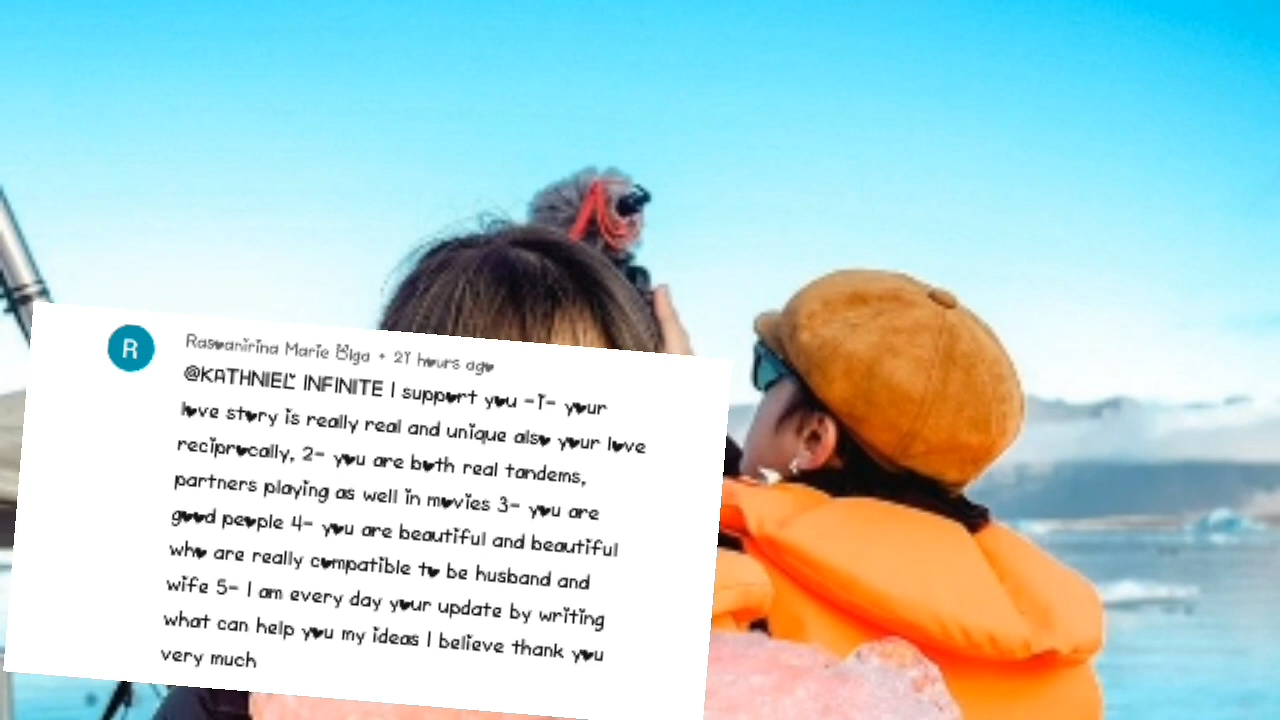 R
Raswanirina Marie Olga • 21 hours ago
@KATHNIEL INFINITE I support you -1- your
love story is really real and unique also your love
reciprocally, 2- you are both real tandems,
partners playing as well in movies 3- you are
good people 4- you are beautiful and beautiful
who are really compatible to be husband and
wife 5- I am every day your update by writing
what can help you my ideas I believe thank you
very much